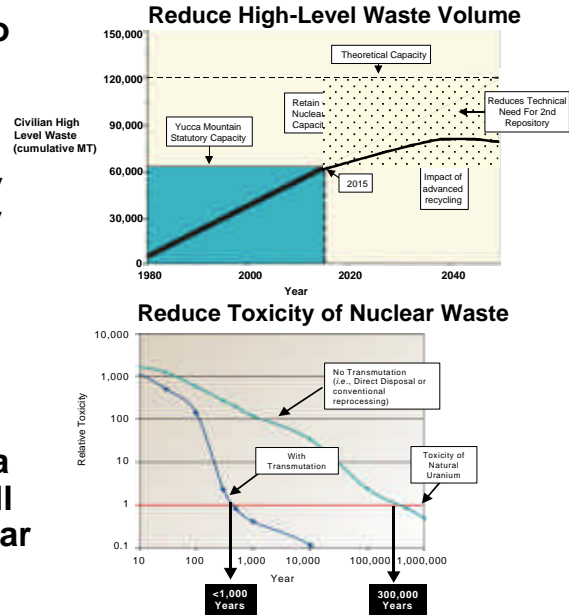 o
y
y
a
ll
ar
Reduce High-Level Waste Volume
150,000
120,000
90,000
60,000
30,000
0
Civilian High
Level Waste
(cumulative MT)
Theoretical Capacity
Retain
Nuclear
Capacit
Reduces Technical
Need For 2nd
Repository
Yucca Mountain
Statutory Capacity
2015
Impact of
advanced
recycling
1980
2000
2020
2040
Year
Reduce Toxicity of Nuclear Waste
10,000
1,000
100
10
1
0.1
Relative Toxicity
No Transmutation
(i.e., Direct Disposal or
conventional
reprocessing)
With
Transmutation
Toxicity of
Natural
Uranium
10
100
1,000
10,000
100,000
1,000,000
Year
<1,000
Years
300,000
Years